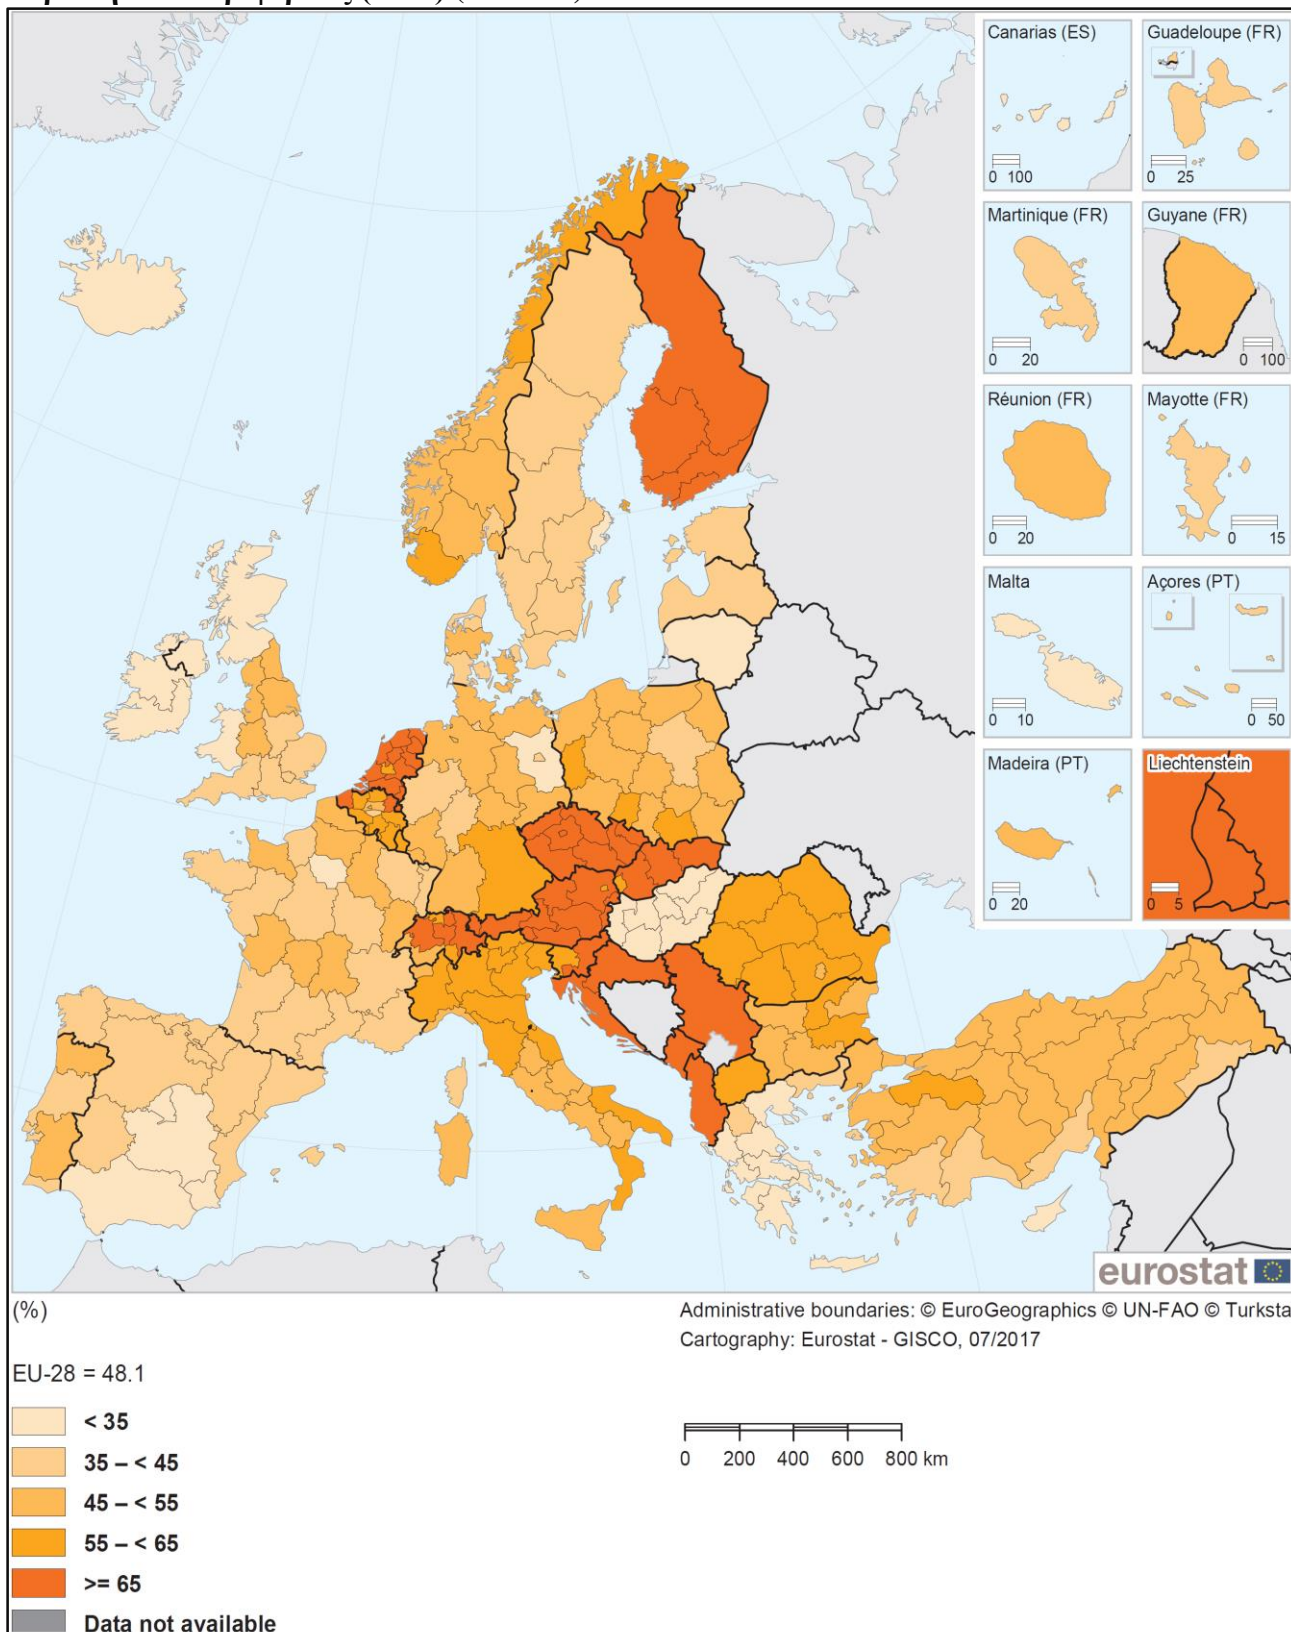 Canarias (ES)
0 100
Guadeloupe (FR)
0 25
Martinique (FR)
0 20
Guyane (FR)
0 100
Réunion (FR)
0 20
Mayotte (FR)
0 15
Malta
0 10
Açores (PT)
0 50
Madeira (PT)
0 20
Liechtenstein
0 5
eurostat
(%)
Administrative boundaries: © EuroGeographics © UN-FAO © Turksta
Cartography: Eurostat - GISCO, 07/2017
EU-28 = 48.1
< 35
35 – < 45
45 – < 55
55 – < 65
>= 65
Data not available
0 200 400 600 800 km